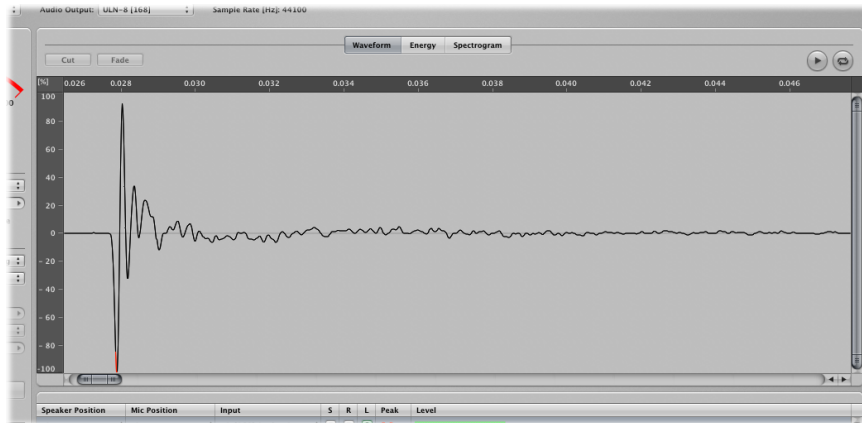 Audio Output: ULN-8 [168] Sample Rate [Hz]: 44100
Waveform Energy Spectrogram
Cut Fade
[%] 0.026 0.028 0.030 0.032 0.034 0.036 0.038 0.040 0.042 0.044 0.046
100
80
60
40
20
0
- 20
- 40
- 60
- 80
-100
Speaker Position Mic Position Input S R L Peak Level